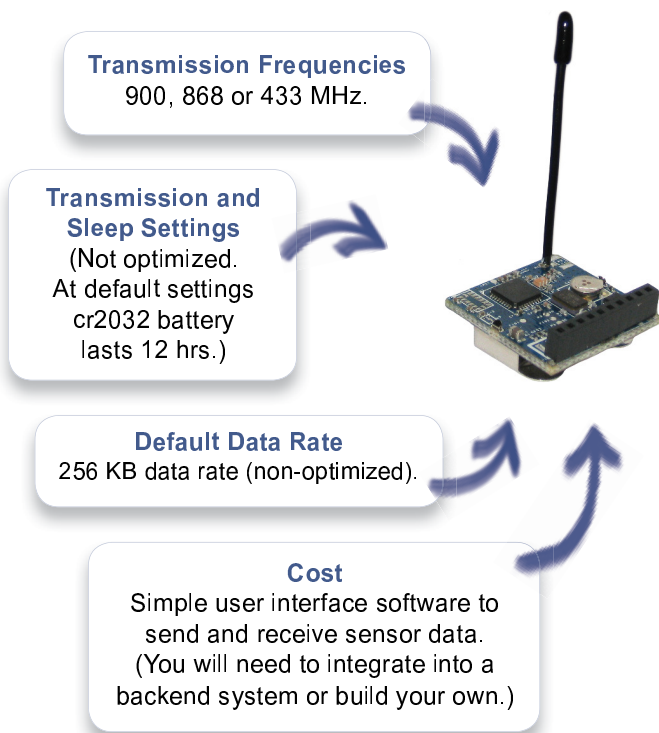 Transmission Frequencies
900, 868 or 433 MHz.
Transmission and
Sleep Settings
(Not optimized.
At default settings
cr2032 battery
lasts 12 hrs.)
Default Data Rate
256 KB data rate (non-optimized).
Cost
Simple user interface software to
send and receive sensor data.
(You will need to integrate into a
backend system or build your own.)